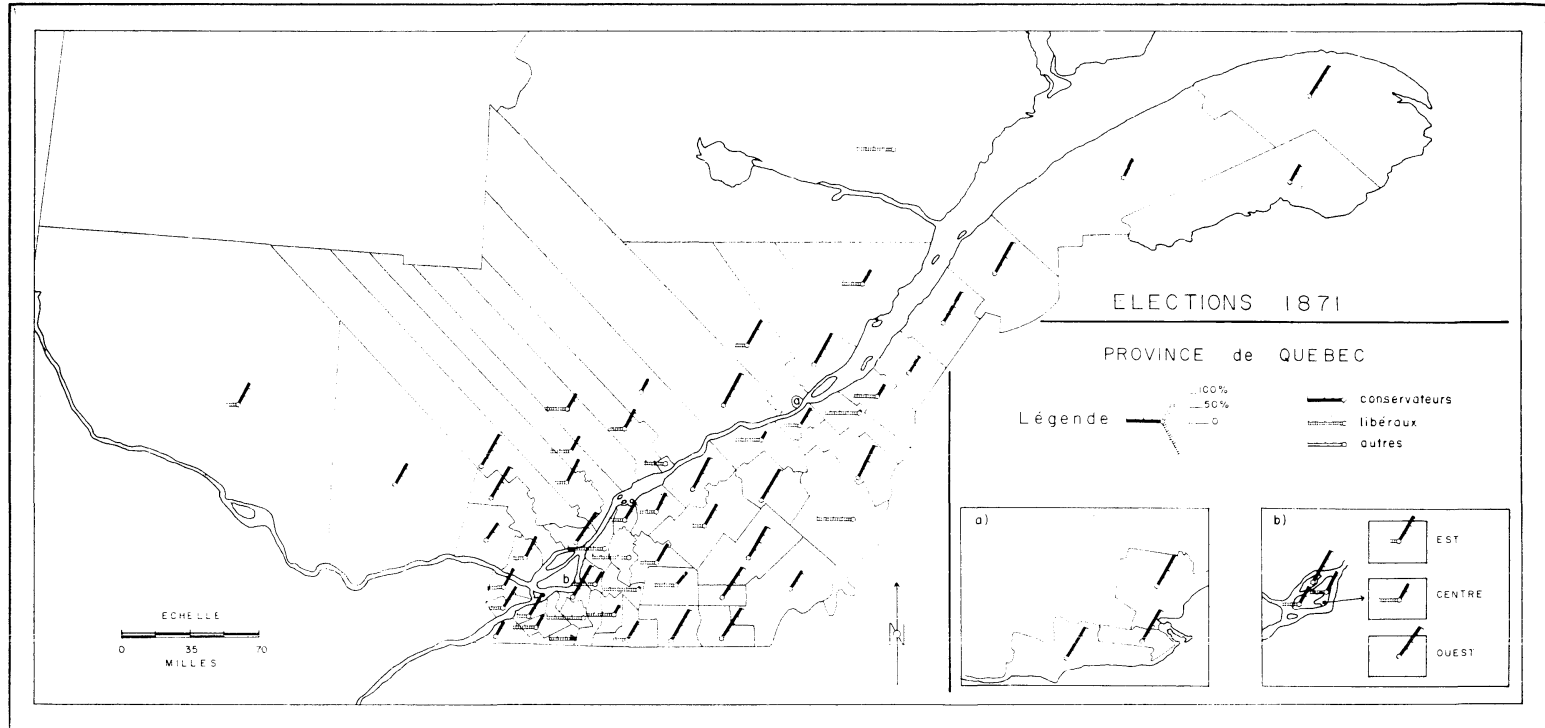 ELECTIONS 1871
PROVINCE de QUEBEC
Légende
100%
50%
0
conservateurs
libéraux
autres
a
b
ECHELLE
0 35 70
MILLES
N
a)
b)
EST
CENTRE
OUEST